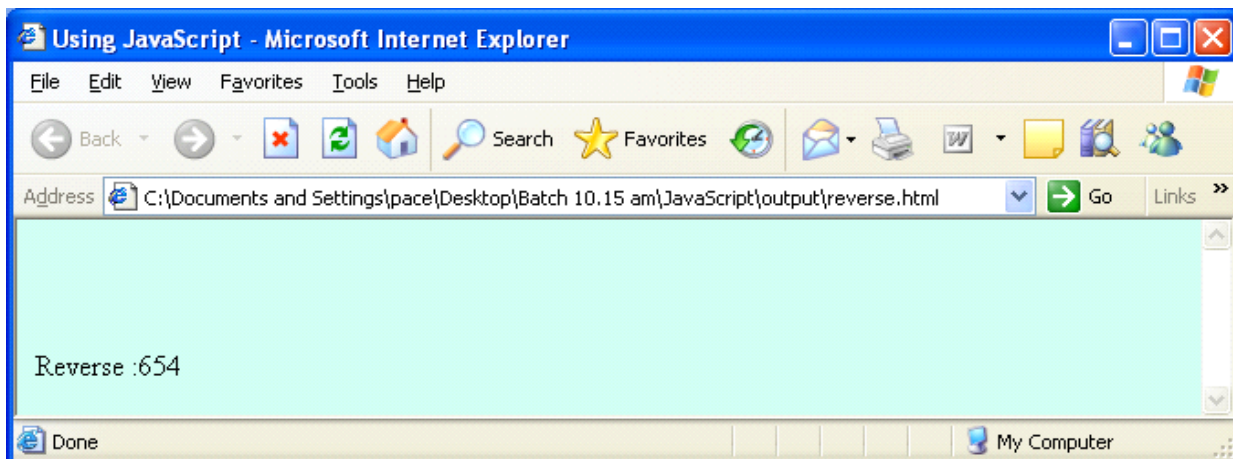 Using JavaScript - Microsoft Internet Explorer
File Edit View Favorites Tools Help
Back Search Favorites W
Address C:\Documents and Settings\pace\Desktop\Batch 10.15 am\JavaScript\output\reverse.html Go Links »
Reverse :654
Done My Computer